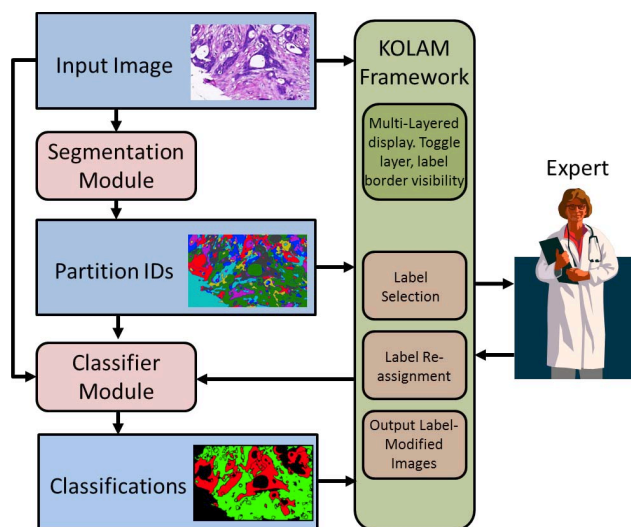 Input Image
Segmentation
Module
Partition IDs
Classifier
Module
Classifications
KOLAM
Framework
Multi-Layered
display. Toggle
layer, label
border visibility
Label
Selection
Label Re-
assignment
Output Label-
Modified
Images
Expert